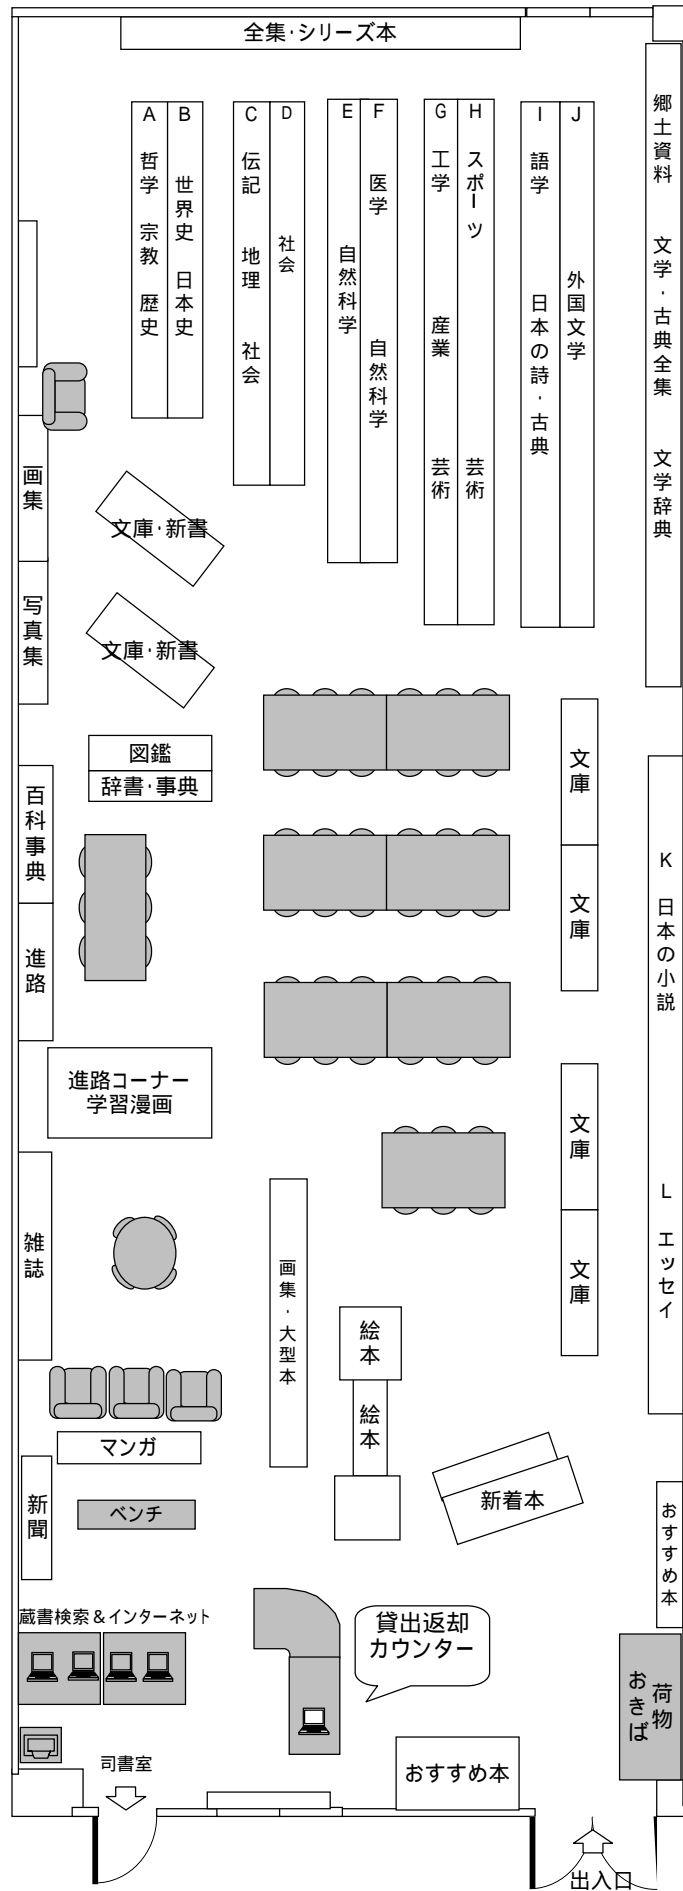 全集・シリーズ本
A 哲学 宗教 歴史
B 世界史 日本史
C 伝記 地理 社会
D 社会
E 自然科学
F 医学 自然科学
G 工学 産業 芸術
H スポーツ 芸術
I 語学 日本の詩・古典
J 外国文学
郷土資料 文学・古典全集 文学辞典
画集
写真集
文庫・新書
文庫・新書
図鑑
辞書・事典
百科事典
進路
進路コーナー
学習漫画
文庫
文庫
文庫
文庫
K 日本の小説
L エッセイ
雑誌
画集・大型本
絵本
絵本
マンガ
新聞
ベンチ
新着本
おすすめ本
蔵書検索&インターネット
貸出返却
カウンター
荷物
おきば
司書室
おすすめ本
出入口